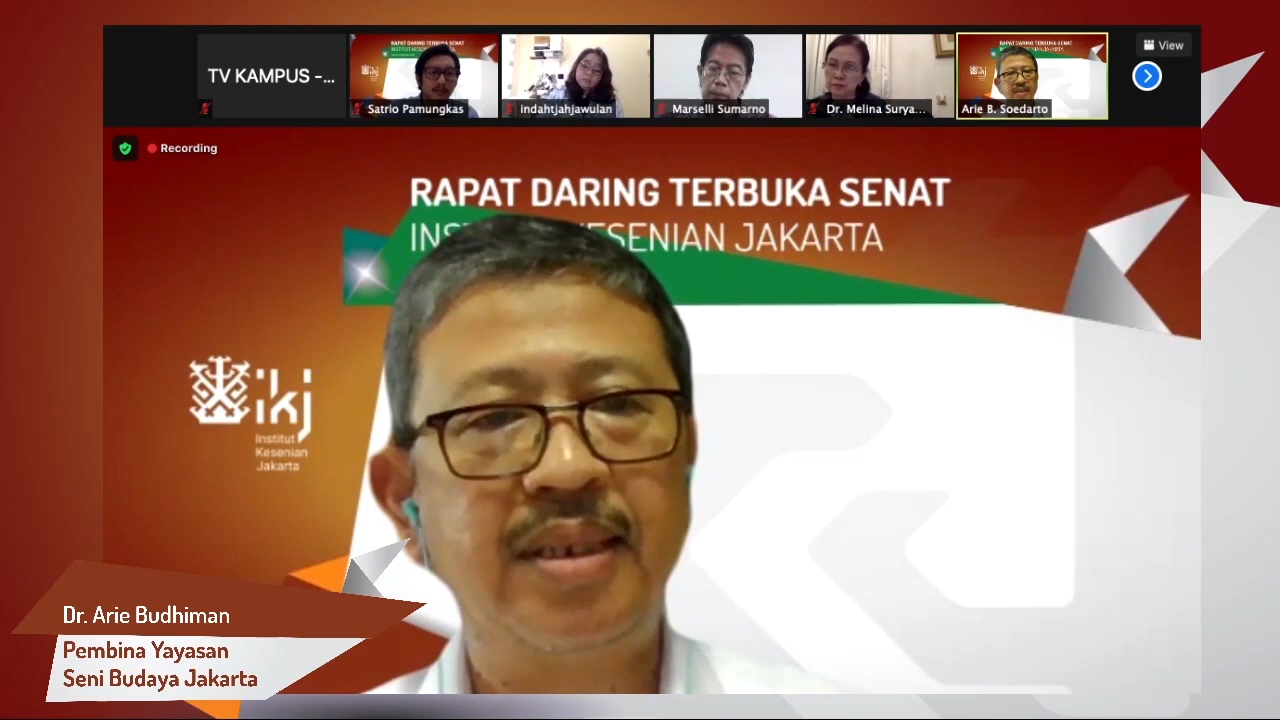 TV KAMPUS -...
Satrio Pamungkas
indahtjahjawulan
Marselli Sumarno
Dr. Melina Surya...
Arie B. Soedarto
View
Recording
RAPAT DARING TERBUKA SENAT
INS KESENIAN JAKARTA
ikj
Institut
Kesenian
Jakarta
Dr. Arie Budhiman
Pembina Yayasan
Seni Budaya Jakarta